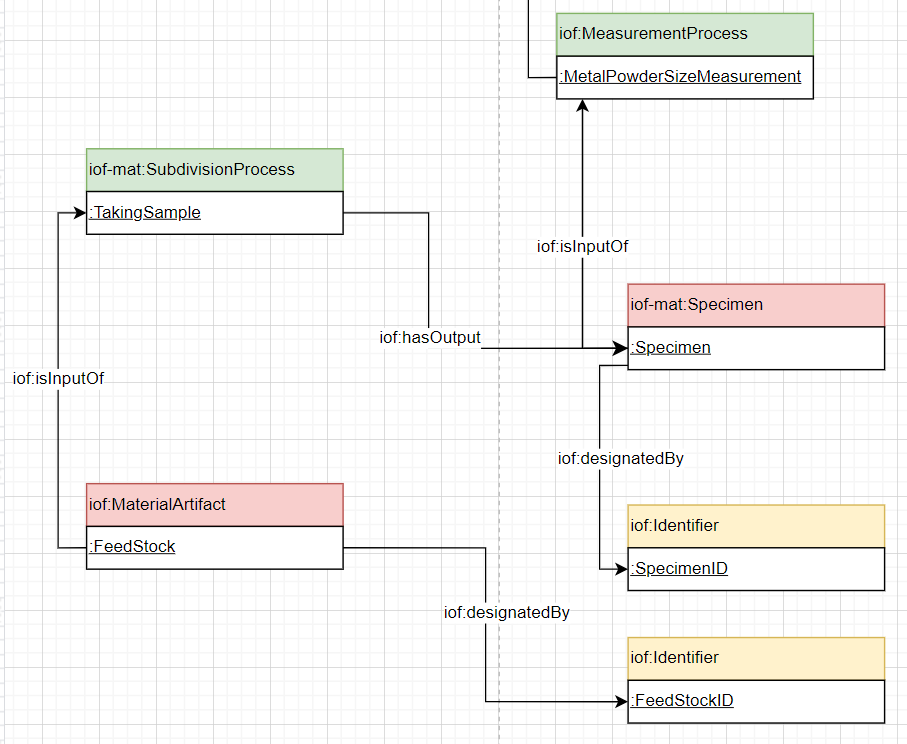 iof:MeasurementProcess
:MetalPowderSizeMeasurement
iof-mat:SubdivisionProcess
:TakingSample
iof:isInputOf
iof-mat:Specimen
iof:hasOutput
:Specimen
iof:isInputOf
iof:designatedBy
iof:MaterialArtifact
iof:Identifier
:FeedStock
:SpecimenID
iof:designatedBy
iof:Identifier
:FeedStockID